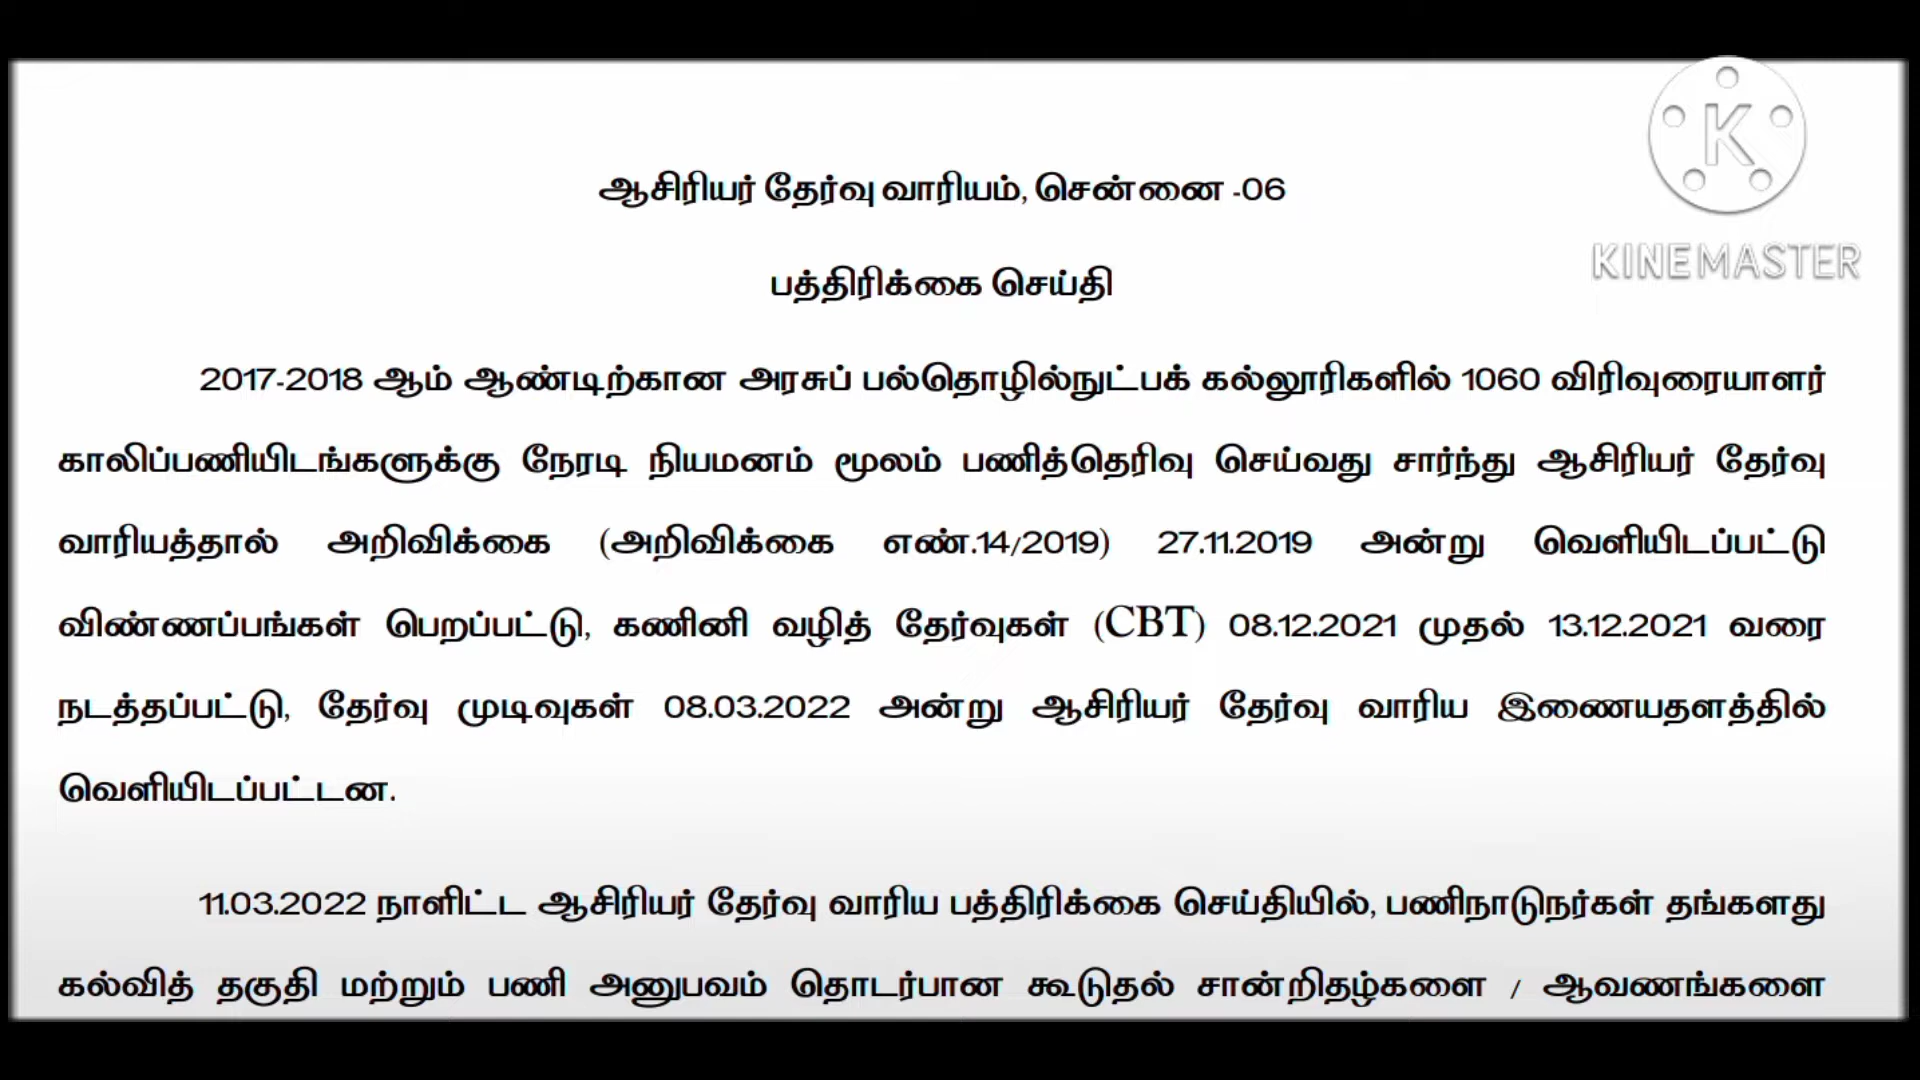 ஆசிரியர் தேர்வு வாரியம், சென்னை -06
K
KINEMASTER
பத்திரிக்கை செய்தி
2017-2018 ஆம் ஆண்டிற்கான அரசுப் பல்தொழில்நுட்பக் கல்லூரிகளில் 1060 விரிவுரையாளர்
காலிப்பணியிடங்களுக்கு நேரடி நியமனம் மூலம் பணித்தெரிவு செய்வது சார்ந்து ஆசிரியர் தேர்வு
வாரியத்தால் அறிவிக்கை (அறிவிக்கை எண்.14/2019) 27.11.2019 அன்று வெளியிடப்பட்டு
விண்ணப்பங்கள் பெறப்பட்டு, கணினி வழித் தேர்வுகள் (CBT) 08.12.2021 முதல் 13.12.2021 வரை
நடத்தப்பட்டு, தேர்வு முடிவுகள் 08.03.2022 அன்று ஆசிரியர் தேர்வு வாரிய இணையதளத்தில்
வெளியிடப்பட்டன.
11.03.2022 நாளிட்ட ஆசிரியர் தேர்வு வாரிய பத்திரிக்கை செய்தியில், பணிநாடுநர்கள் தங்களது
கல்வித் தகுதி மற்றும் பணி அனுபவம் தொடர்பான கூடுதல் சான்றிதழ்களை / ஆவணங்களை